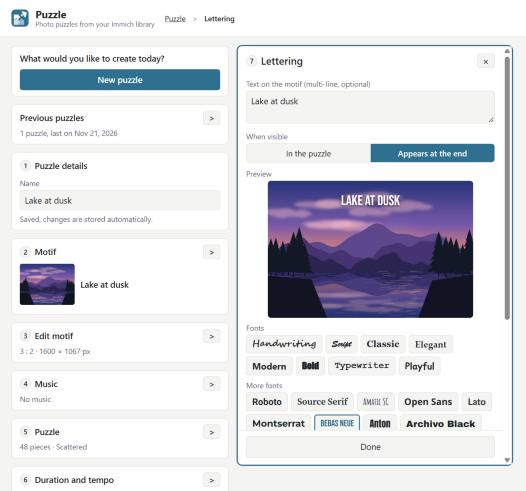 Puzzle
Photo puzzles from your Immich library
Puzzle > Lettering
What would you like to create today?
New puzzle
Previous puzzles
>
1 puzzle, last on Nov 21, 2026
1 Puzzle details
Name
Lake at dusk
Saved, changes are stored automatically.
2 Motif
>
Lake at dusk
3 Edit motif
>
3 : 2 · 1600 × 1067 px
4 Music
>
No music
5 Puzzle
>
48 pieces · Scattered
6 Duration and tempo
7 Lettering
×
Text on the motif (multi-line, optional)
Lake at dusk
When visible
In the puzzle
Appears at the end
Preview
LAKE AT DUSK
Fonts
Handwriting Script Classic Elegant
Modern Bold Typewriter Playful
More fonts
Roboto Source Serif AMATIC SC Open Sans Lato
Montserrat BEBAS NEUE Anton Archivo Black
Done